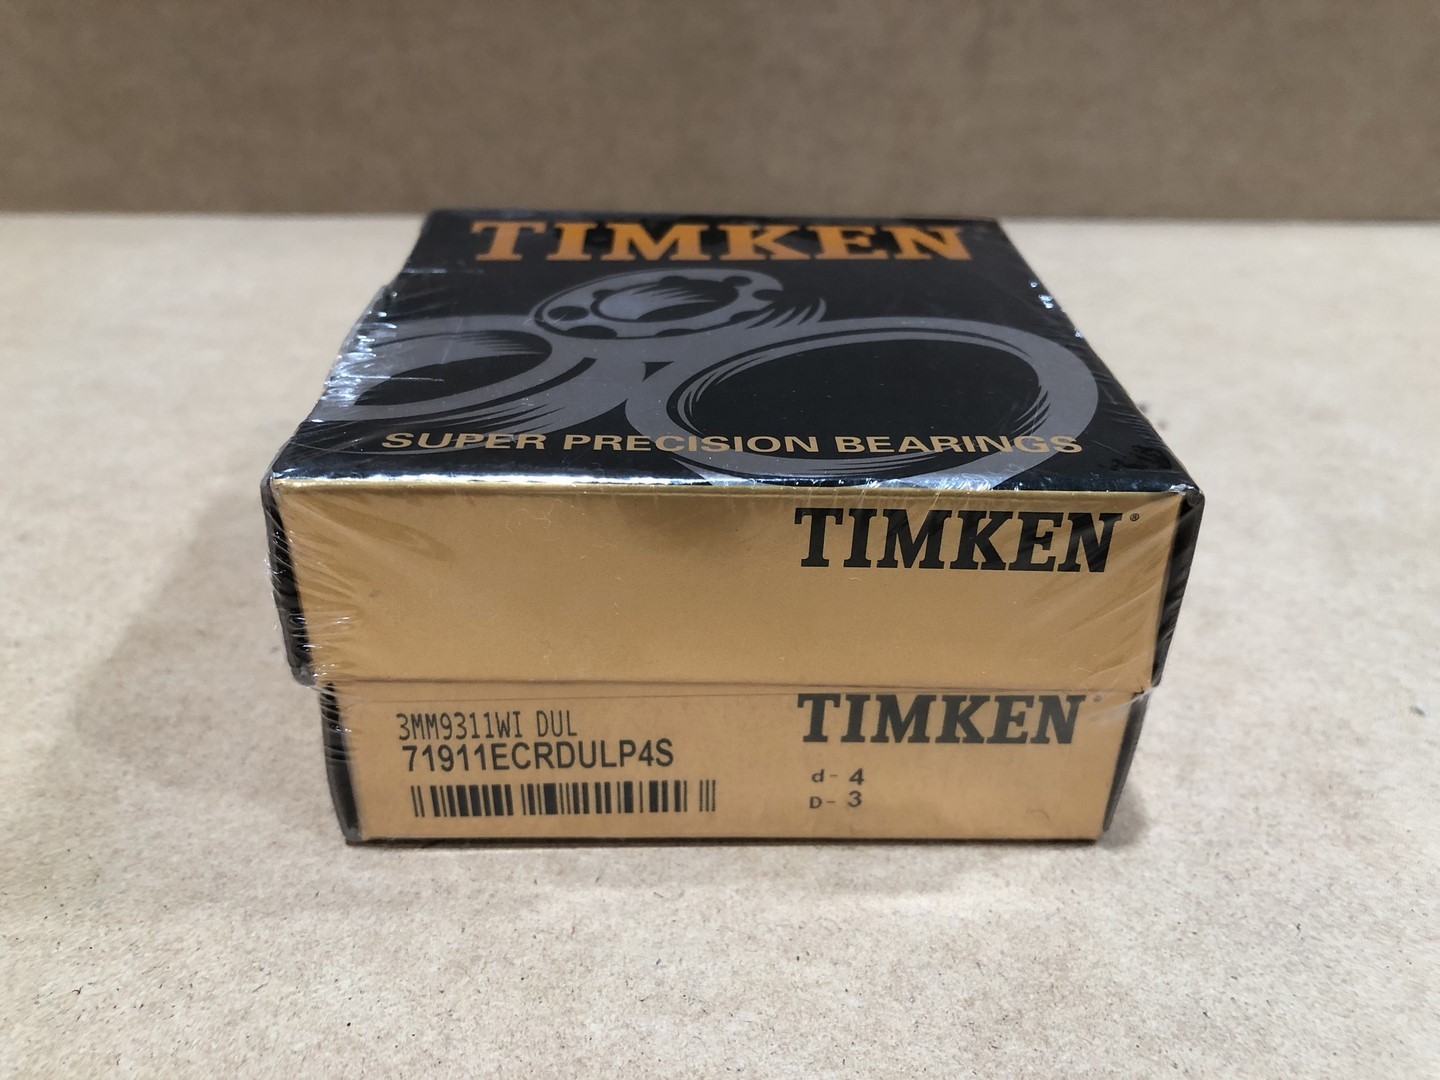 TIMKEN
SUPER PRECISION BEARINGS
TIMKEN®
3MM9311WI DUL
71911ECRDULP4S
TIMKEN®
d- 4
D- 3